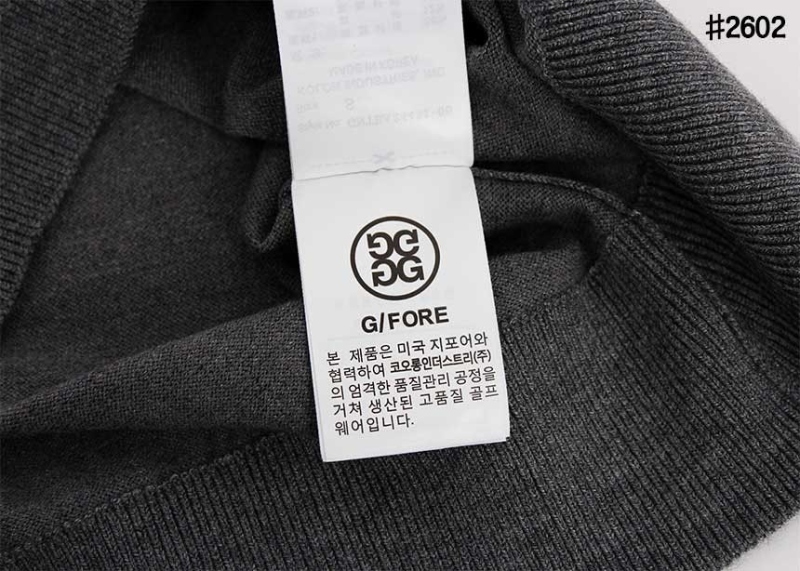 #2602
G/FORE
본 제품은 미국 지포어와
협력하여 코오롱인더스트리(주)
의 엄격한 품질관리 공정을
거쳐 생산된 고품질 골프
웨어입니다.